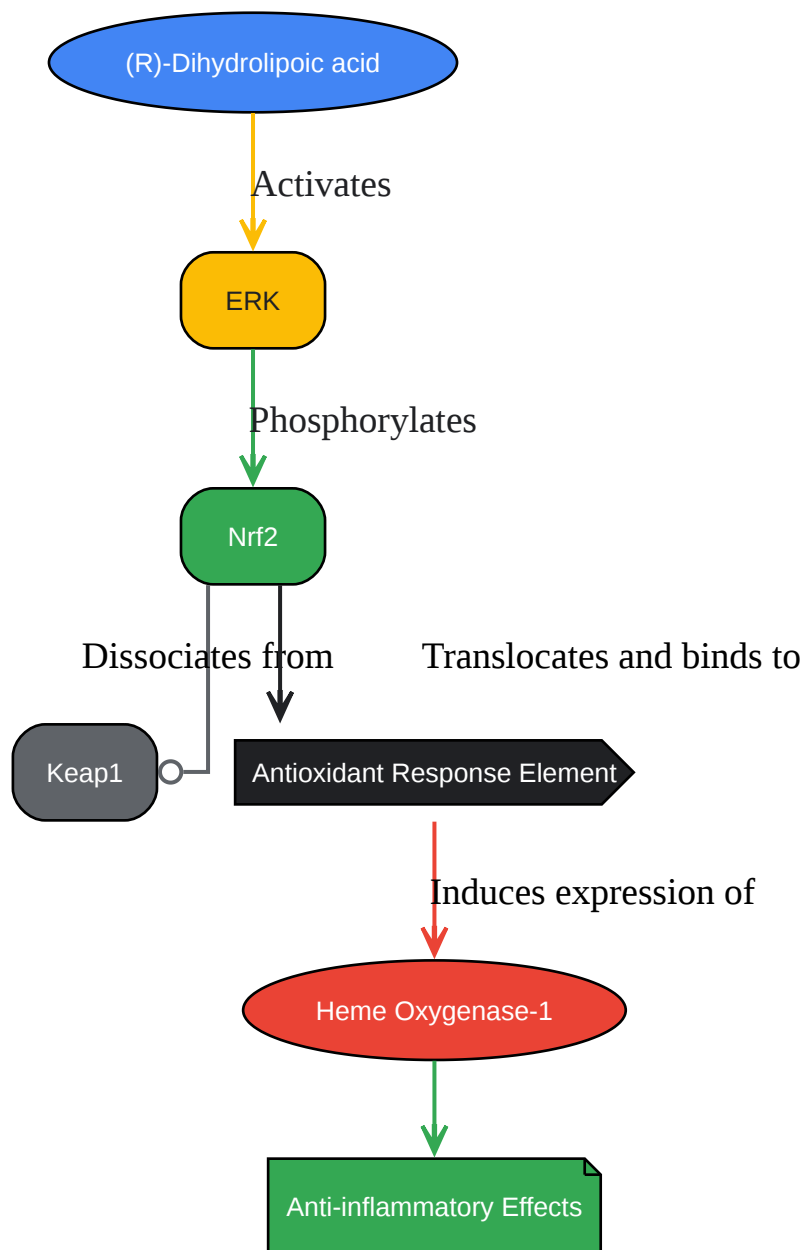 (R)-Dihydrolipoic acid
Activates
ERK
Phosphorylates
Nrf2
Dissociates from
Translocates and binds to
Keap1
Antioxidant Response Element
Induces expression of
Heme Oxygenase-1
Anti-inflammatory Effects